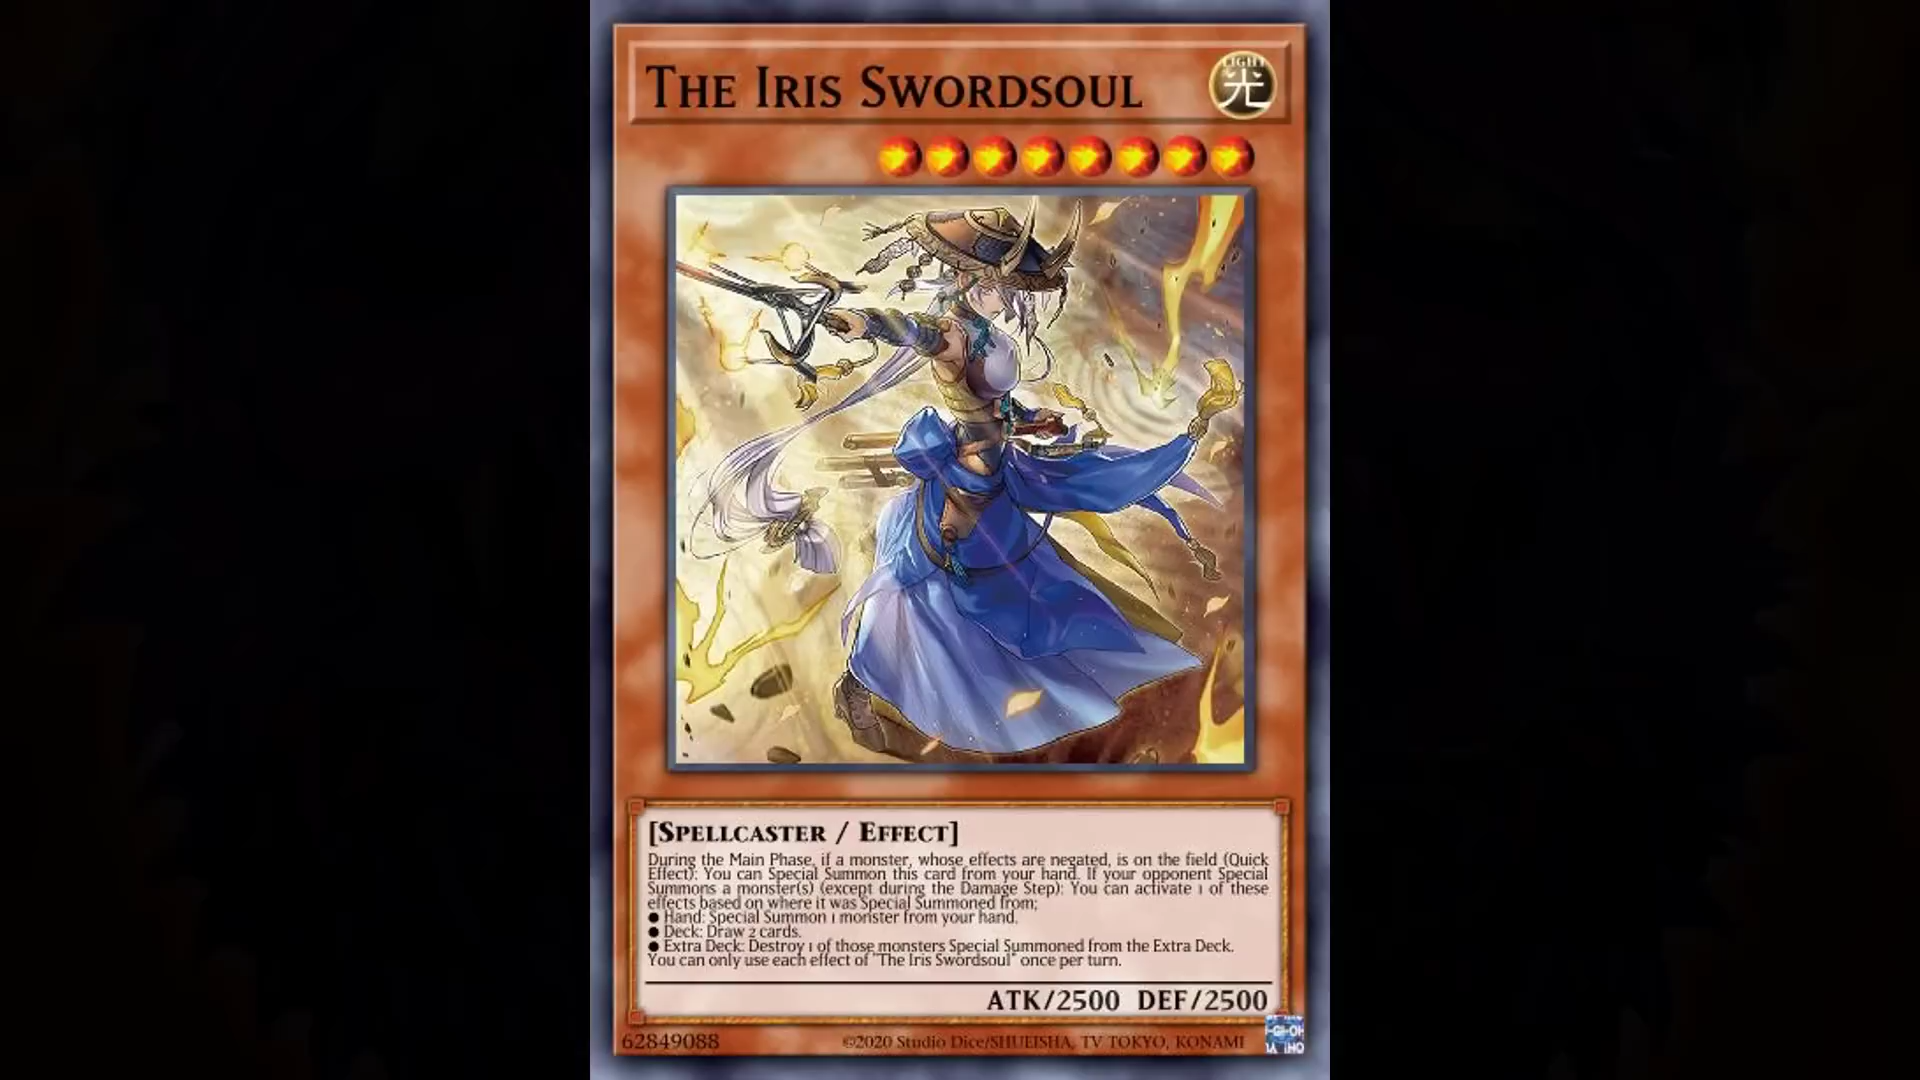 THE IRIS SWORDSOUL
LIGHT
光
[SPELLCASTER / EFFECT]
During the Main Phase, if a monster, whose effects are negated, is on the field (Quick
Effect): You can Special Summon this card from your hand. If your opponent Special
Summons a monster(s) (except during the Damage Step): You can activate 1 of these
effects based on where it was Special Summoned from;
● Hand: Special Summon 1 monster from your hand.
● Deck: Draw 2 cards.
● Extra Deck: Destroy 1 of those monsters Special Summoned from the Extra Deck.
You can only use each effect of "The Iris Swordsoul" once per turn.
ATK/2500 DEF/2500
62849088 ©2020 Studio Dice/SHUEISHA, TV TOKYO, KONAMI